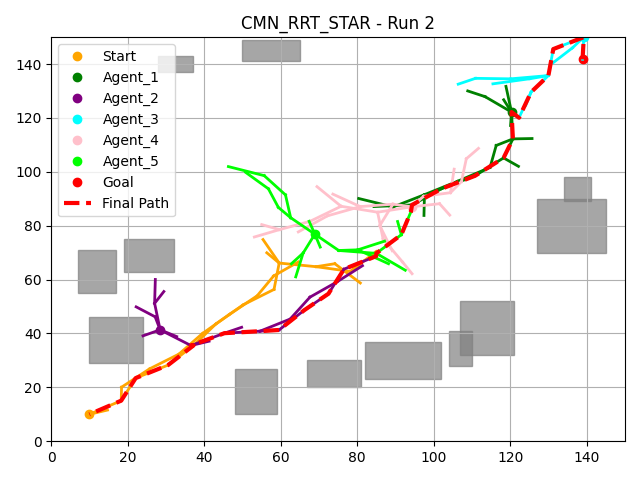 CMN_RRT_STAR - Run 2
Start
Agent_1
Agent_2
Agent_3
Agent_4
Agent_5
Goal
Final Path
140
120
100
80
60
40
20
0
0 20 40 60 80 100 120 140